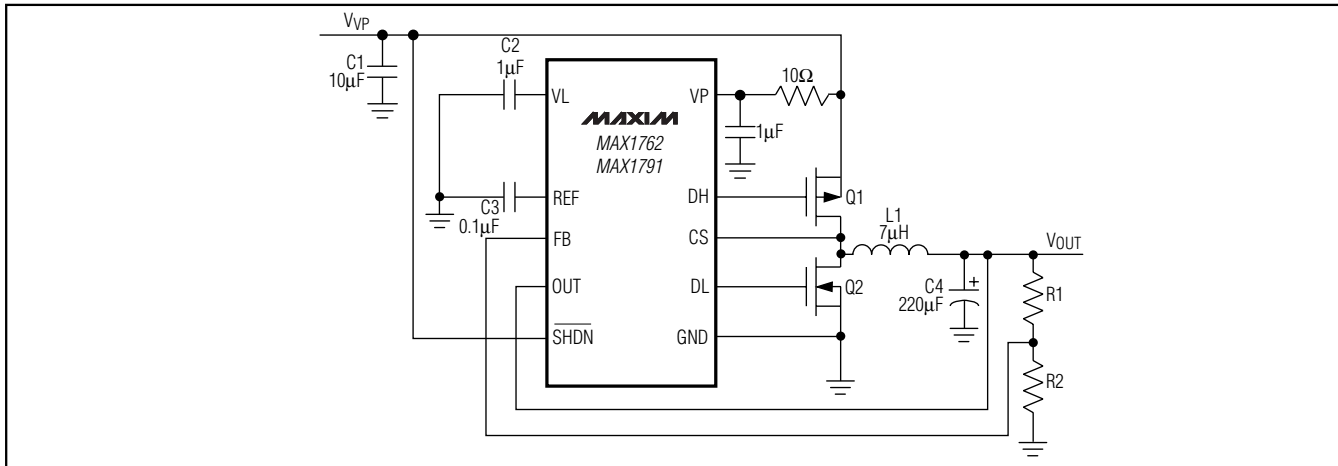 VVP
C1
10μF
C2
1μF
VL
VP
10Ω
1μF
MAXIM
MAX1762
MAX1791
C3
0.1μF
REF
DH
Q1
FB
CS
L1
7μH
VOUT
OUT
DL
Q2
C4
220μF
+
R1
SHDN
GND
R2